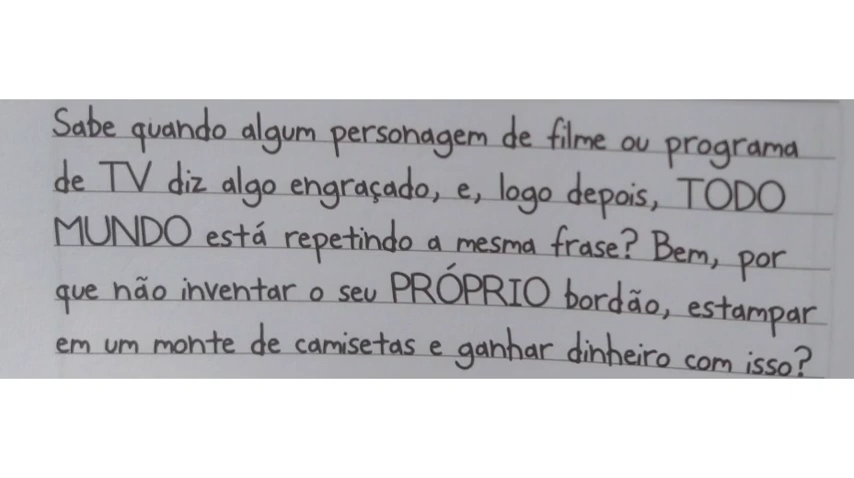 Sabe quando algum personagem de filme ou programa
de TV diz algo engraçado, e, logo depois, TODO
MUNDO está repetindo a mesma frase? Bem, por
que não inventar o seu PRÓPRIO bordão, estampar
em um monte de camisetas e ganhar dinheiro com isso?